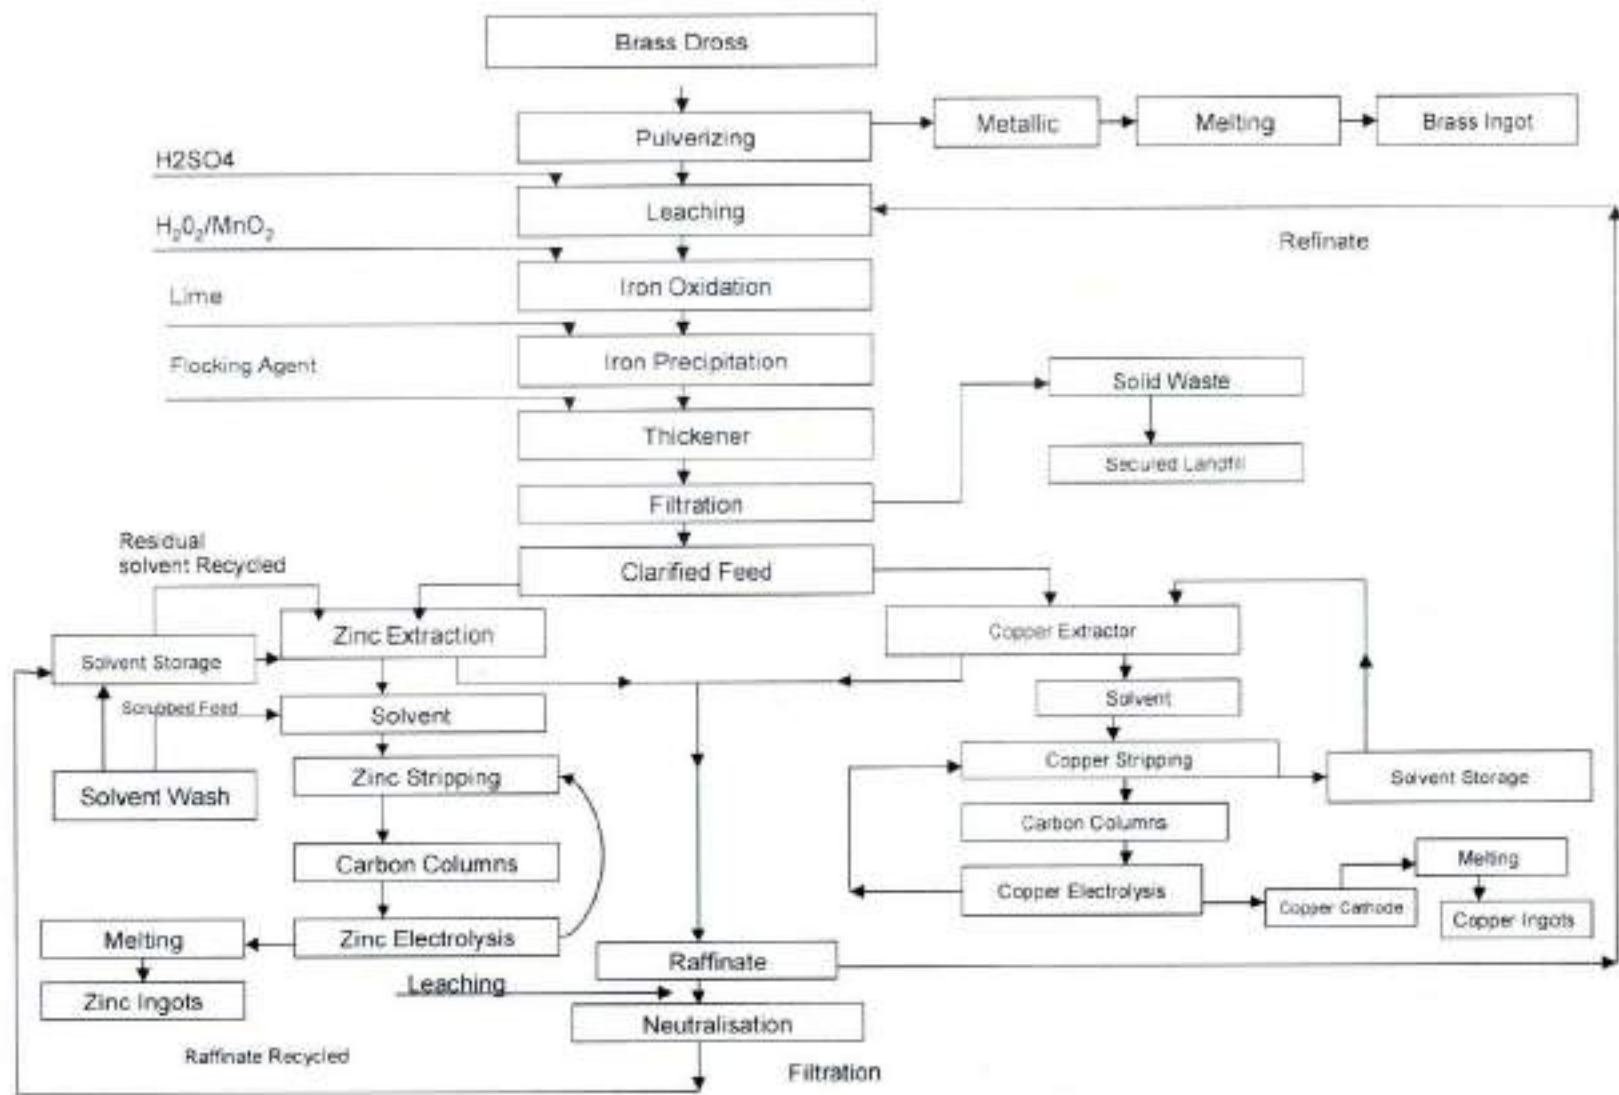 Brass Dross
Pulverizing
Metallic
Melting
Brass Ingot
H2SO4
Leaching
H₂0₂/MnO₂
Refinate
Iron Oxidation
Lime
Iron Precipitation
Flocking Agent
Solid Waste
Thickener
Secured Landfill
Filtration
Residual
solvent Recycled
Clarified Feed
Zinc Extraction
Copper Extractor
Solvent Storage
Solvent
Scrubbed Feed
Solvent
Copper Stripping
Zinc Stripping
Solvent Storage
Solvent Wash
Carbon Columns
Carbon Columns
Melting
Copper Electrolysis
Copper Cathode
Copper Ingots
Melting
Zinc Electrolysis
Raffinate
Leaching
Zinc Ingots
Neutralisation
Raffinate Recycled
Filtration